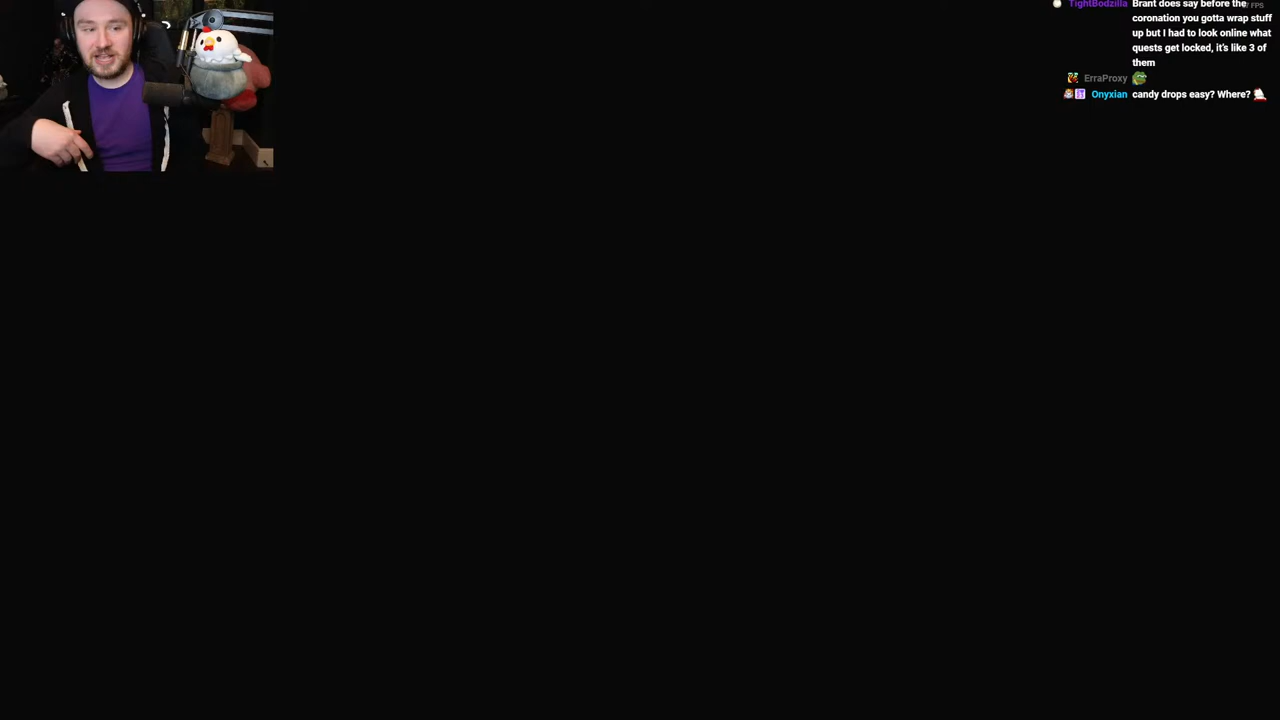 TightBodzilla Brant does say before the
coronation you gotta wrap stuff
up but I had to look online what
quests get locked, it's like 3 of
them
ErraProxy
Onyxian candy drops easy? Where?
FPS